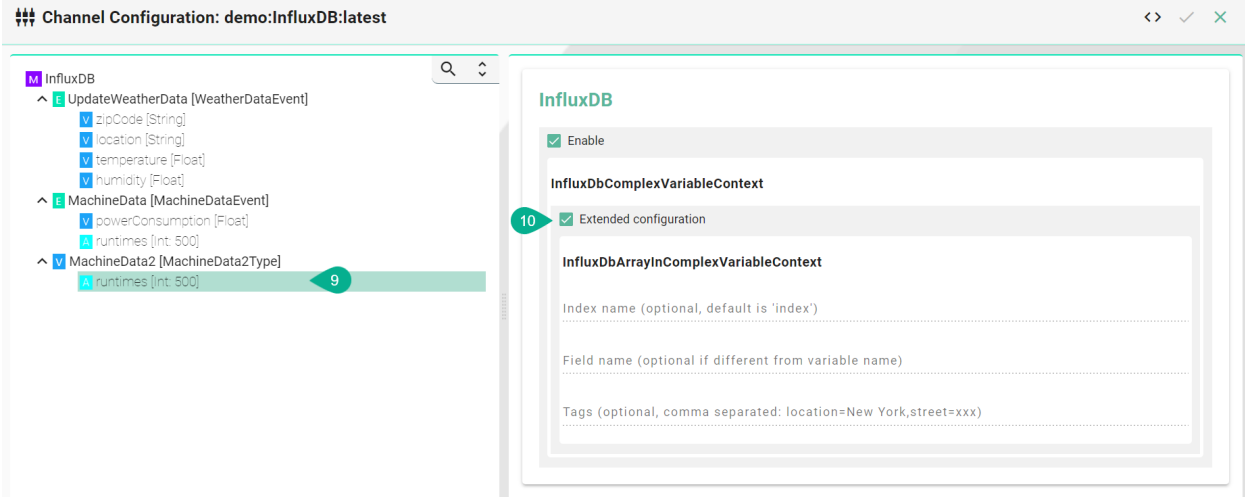 Channel Configuration: demo:InfluxDB:latest
M InfluxDB
E UpdateWeatherData [WeatherDataEvent]
V zipCode [String]
V location [String]
V temperature [Float]
V humidity [Float]
E MachineData [MachineDataEvent]
V powerConsumption [Float]
A runtimes [Int: 500]
V MachineData2 [MachineData2Type]
A runtimes [Int: 500]
9
InfluxDB
Enable
InfluxDbComplexVariableContext
10 Extended configuration
InfluxDbArrayInComplexVariableContext
Index name (optional, default is 'index')
Field name (optional if different from variable name)
Tags (optional, comma separated: location=New York,street=xxx)